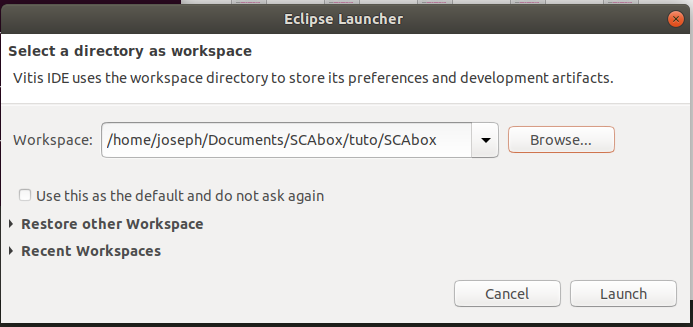 Eclipse Launcher
Select a directory as workspace
Vitis IDE uses the workspace directory to store its preferences and development artifacts.
Workspace: /home/joseph/Documents/SCAbox/tuto/SCAbox Browse...
Use this as the default and do not ask again
Restore other Workspace
Recent Workspaces
Cancel Launch